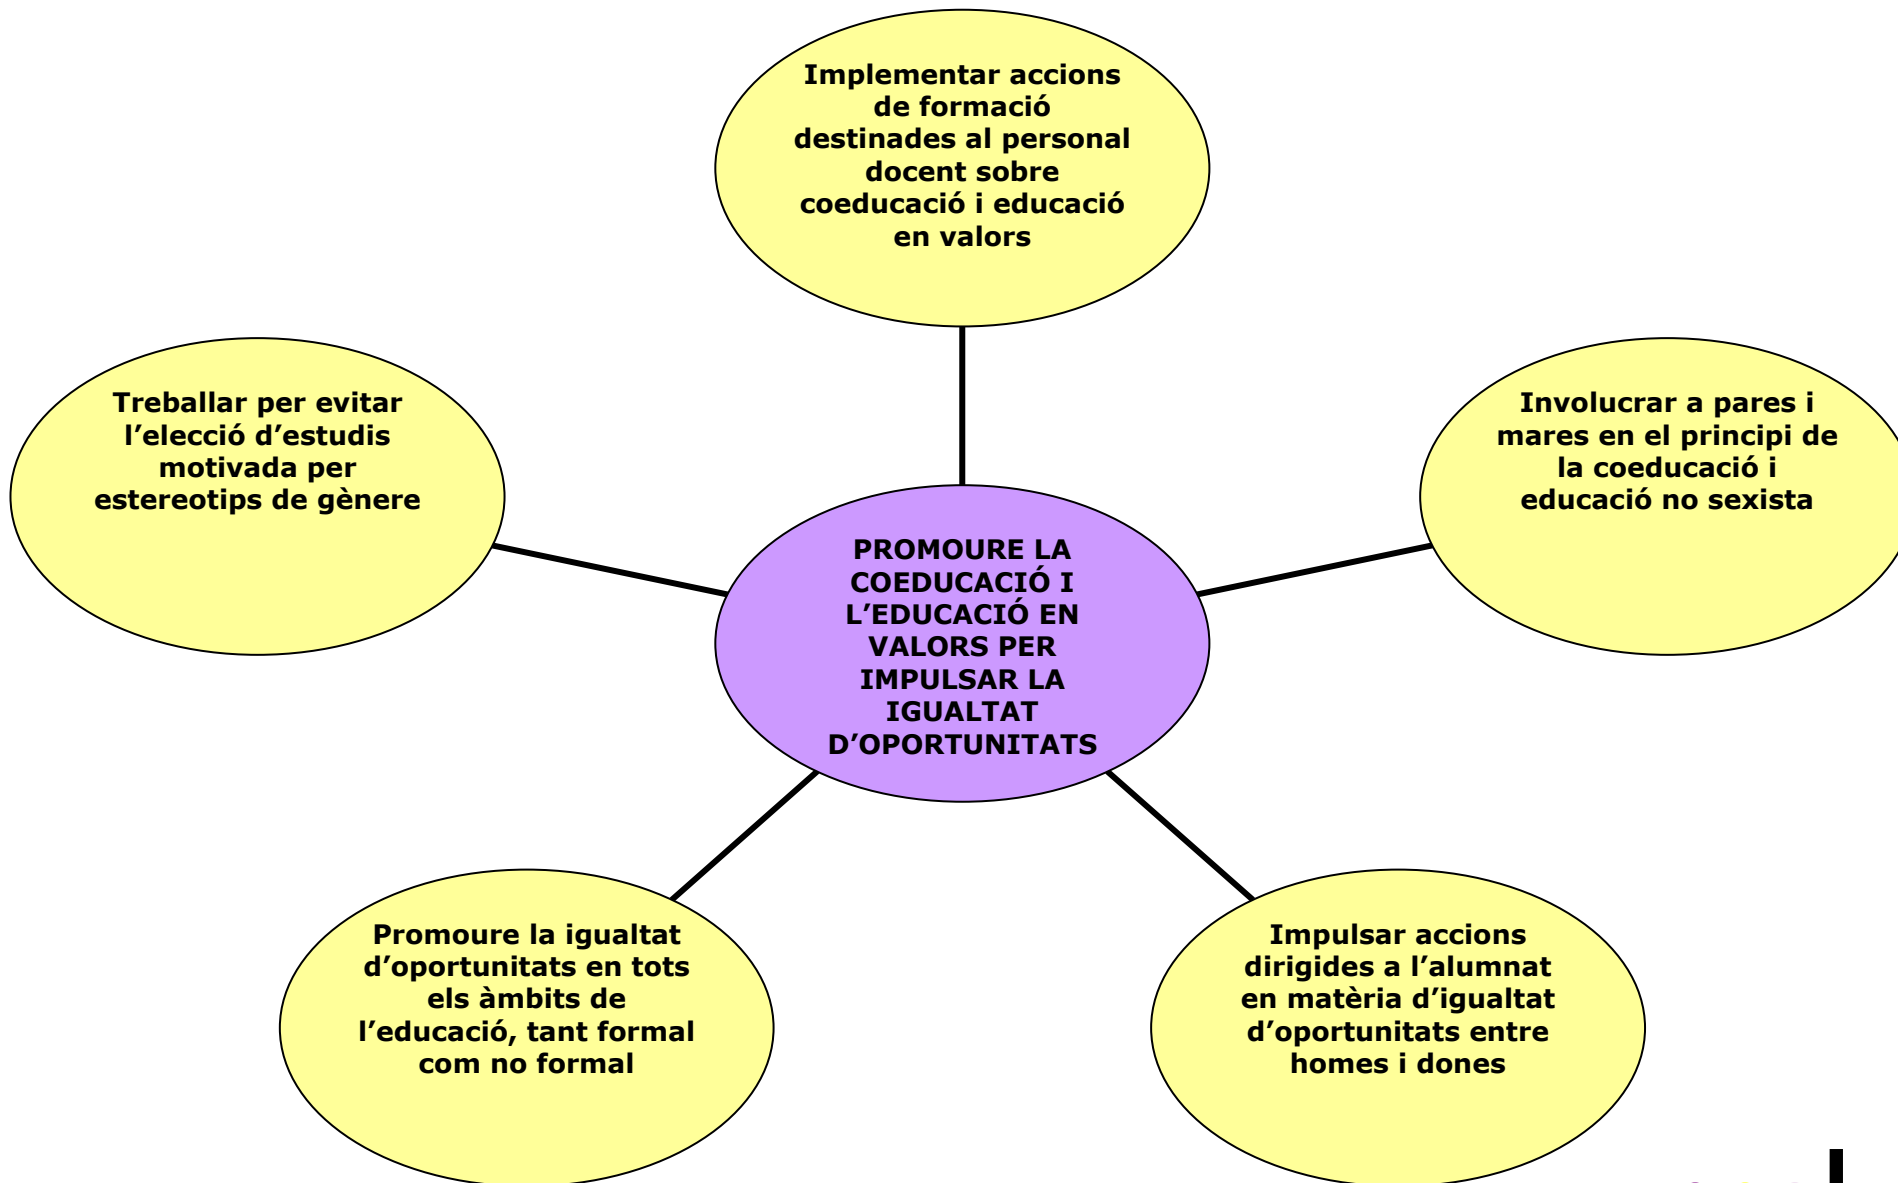 Implementar accions
de formació
destinades al personal
docent sobre
coeducació i educació
en valors
Treballar per evitar
l’elecció d’estudis
motivada per
estereotips de gènere
Involucrar a pares i
mares en el principi de
la coeducació i
educació no sexista
PROMOURE LA
COEDUCACIÓ I
L’EDUCACIÓ EN
VALORS PER
IMPULSAR LA
IGUALTAT
D’OPORTUNITATS
Promoure la igualtat
d’oportunitats en tots
els àmbits de
l’educació, tant formal
com no formal
Impulsar accions
dirigides a l’alumnat
en matèria d’igualtat
d’oportunitats entre
homes i dones